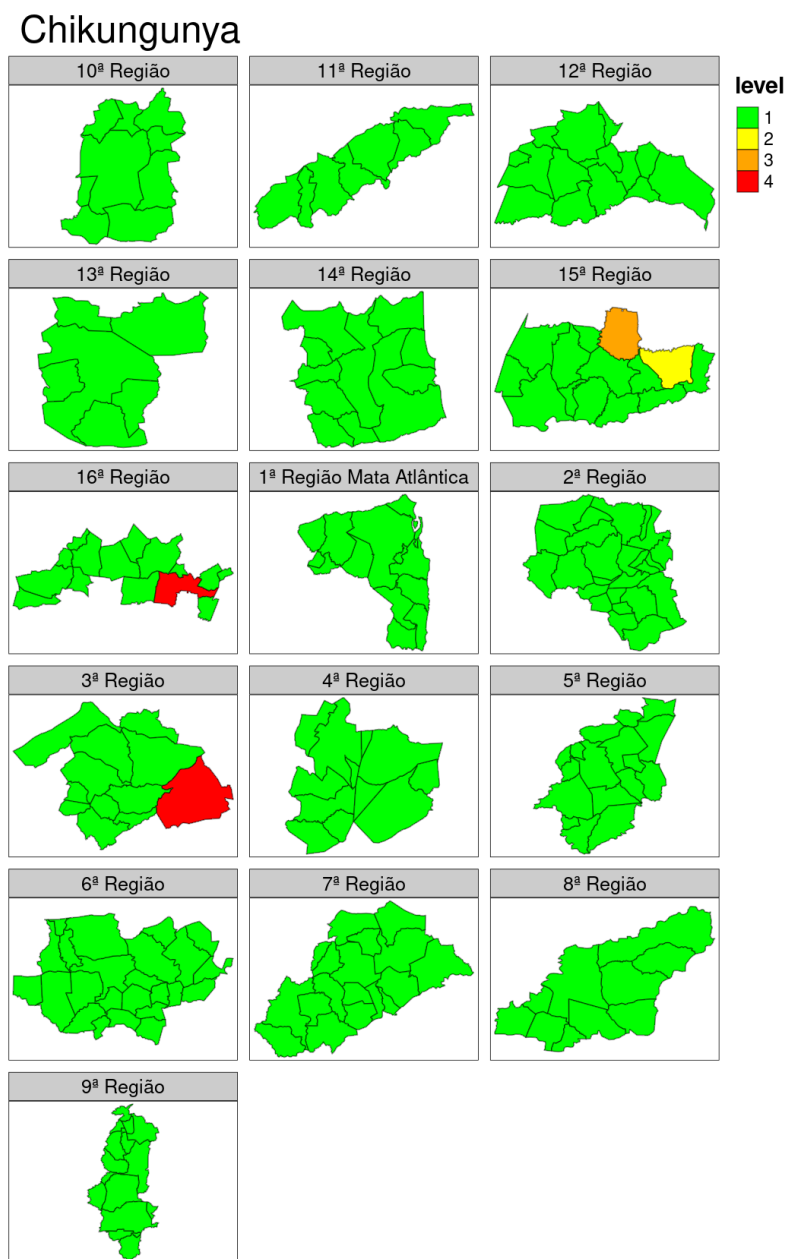 Chikungunya
10ª Região
11ª Região
12ª Região
level
1
2
3
4
13ª Região
14ª Região
15ª Região
16ª Região
1ª Região Mata Atlântica
2ª Região
3ª Região
4ª Região
5ª Região
6ª Região
7ª Região
8ª Região
9ª Região